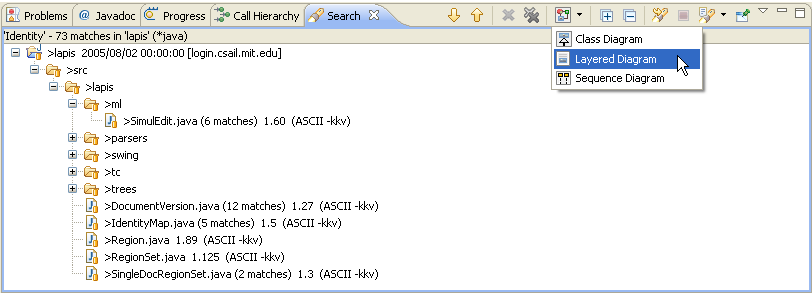 Problems @ Javadoc Progress Call Hierarchy Search
'Identity' - 73 matches in 'lapis' (*java)
>lapis 2005/08/02 00:00:00 [login.csail.mit.edu]
>src
>lapis
>ml
>SimulEdit.java (6 matches) 1.60 (ASCII -kkv)
>parsers
>swing
>tc
>trees
>DocumentVersion.java (12 matches) 1.27 (ASCII -kkv)
>IdentityMap.java (5 matches) 1.5 (ASCII -kkv)
>Region.java 1.89 (ASCII -kkv)
>RegionSet.java 1.125 (ASCII -kkv)
>SingleDocRegionSet.java (2 matches) 1.3 (ASCII -kkv)
Class Diagram
Layered Diagram
Sequence Diagram